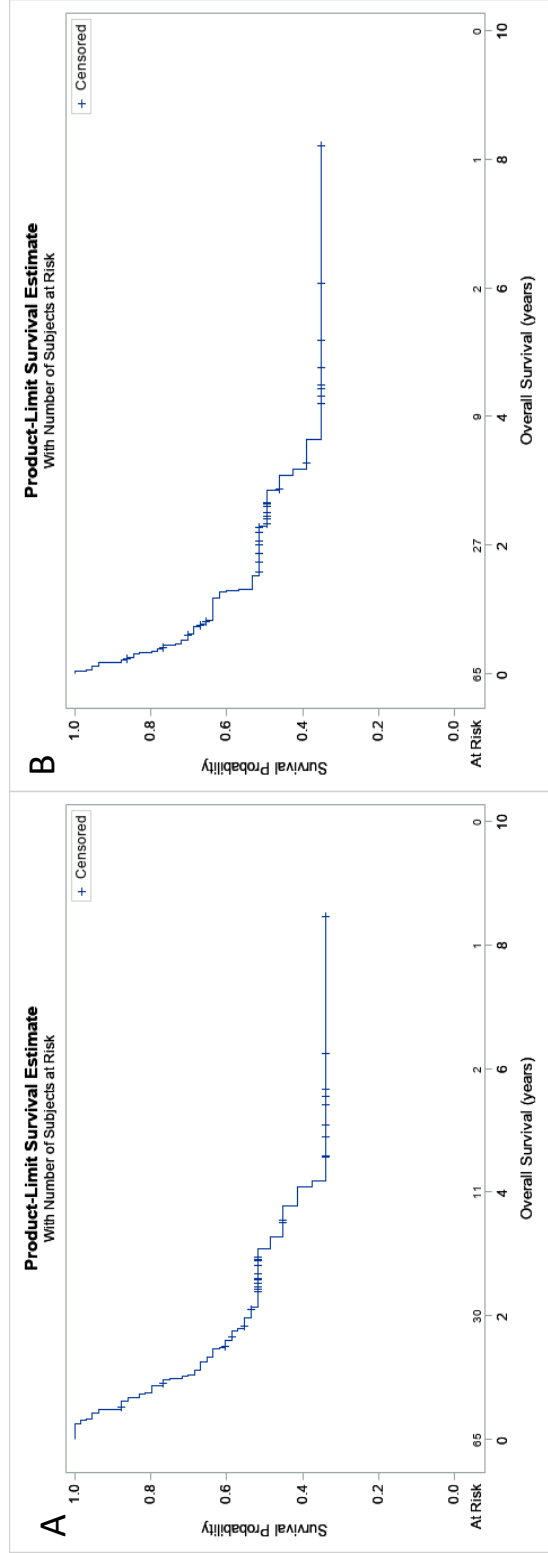 A
Product-Limit Survival Estimate
With Number of Subjects at Risk
+ Censored
Survival Probability
1.0
0.8
0.6
0.4
0.2
0.0
At Risk 65 30 11 2 1 0
0 2 4 6 8 10
Overall Survival (years)
B
Product-Limit Survival Estimate
With Number of Subjects at Risk
+ Censored
Survival Probability
1.0
0.8
0.6
0.4
0.2
0.0
At Risk 65 27 9 2 1 0
0 2 4 6 8 10
Overall Survival (years)